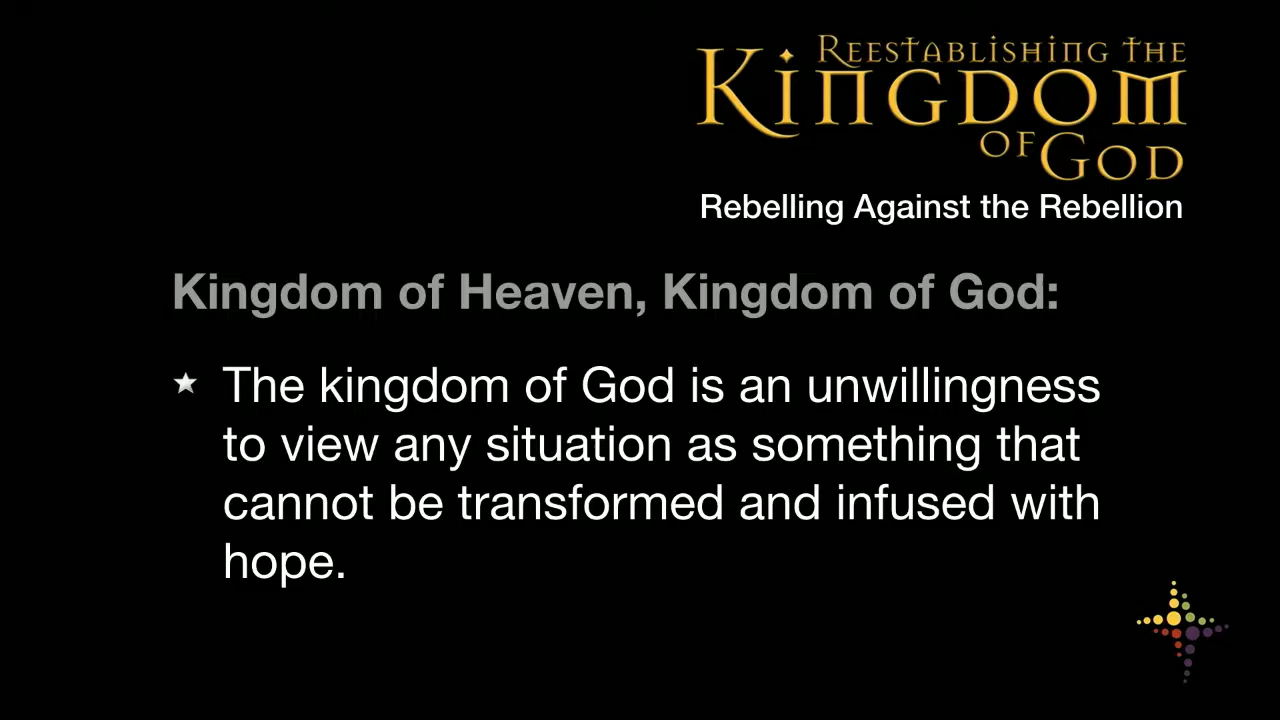 Reestablishing the
Kingdom
of God
Rebelling Against the Rebellion
Kingdom of Heaven, Kingdom of God:
The kingdom of God is an unwillingness
to view any situation as something that
cannot be transformed and infused with
hope.